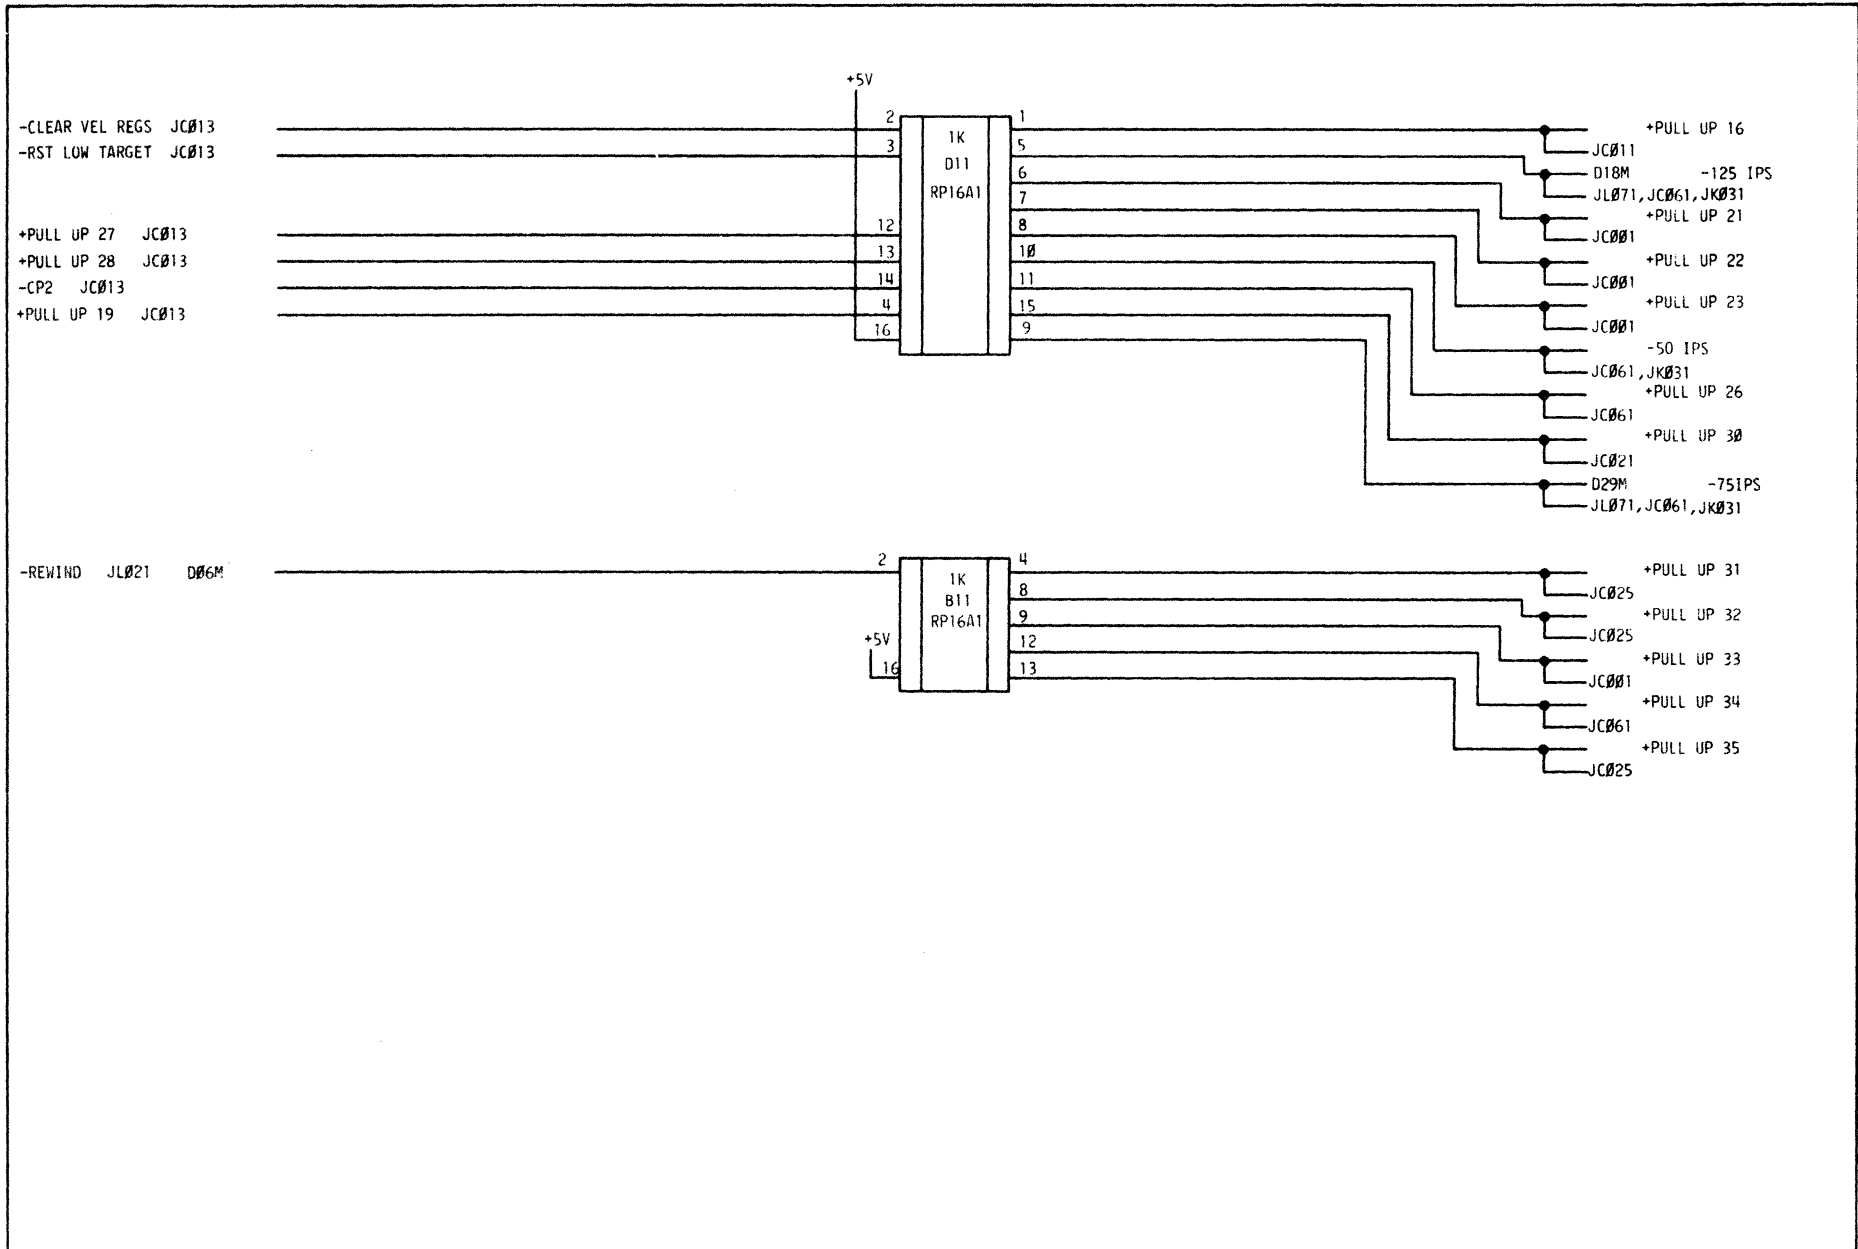 +5V
-CLEAR VEL REGS JCØ13
-RST LOW TARGET JCØ13
+PULL UP 27 JCØ13
+PULL UP 28 JCØ13
-CP2 JCØ13
+PULL UP 19 JCØ13
2
3
12
13
14
4
16
1K
D11
RP16A1
1
5
6
7
8
1Ø
11
15
9
+PULL UP 16
JCØ11
D18M -125 IPS
JLØ71,JCØ61,JKØ31
+PULL UP 21
JCØØ1
+PULL UP 22
JCØØ1
+PULL UP 23
JCØØ1
-50 IPS
JCØ61,JKØ31
+PULL UP 26
JCØ61
+PULL UP 3Ø
JCØ21
D29M -75IPS
JLØ71,JCØ61,JKØ31
-REWIND JLØ21 DØ6M
2
+5V
16
1K
B11
RP16A1
4
8
9
12
13
+PULL UP 31
JCØ25
+PULL UP 32
JCØ25
+PULL UP 33
JCØØ1
+PULL UP 34
JCØ61
+PULL UP 35
JCØ25